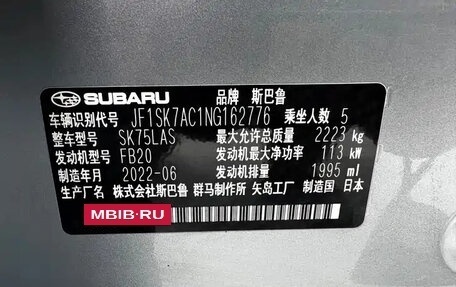 SUBARU 品牌 斯巴鲁
车辆识别代号 JF1SK7AC1NG162776 乘坐人数 5
整车型号 SK75LAS 最大允许总质量 2223 kg
发动机型号 FB20 发动机最大净功率 113 kW
制造年月 2022-06 发动机排量 1995 ml
生产厂名: 株式会社斯巴鲁 群马制作所 矢岛工厂 制造国 日本
MBIB.RU